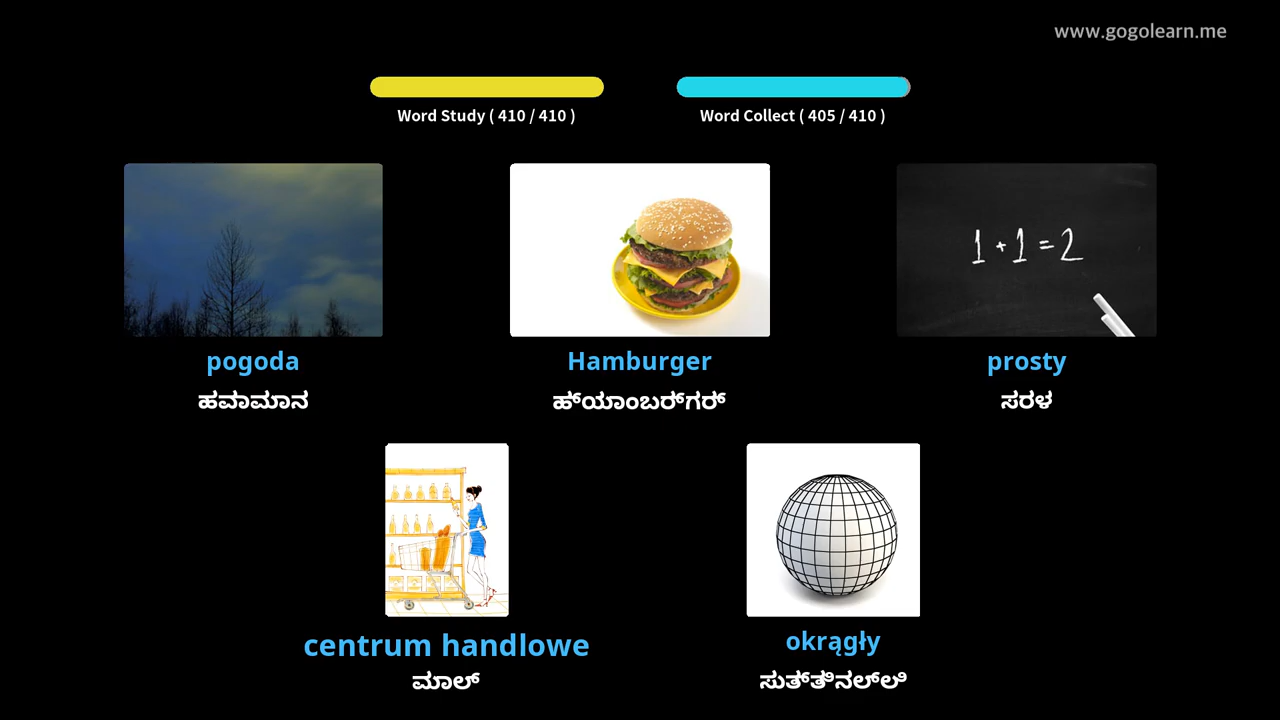 www.gogolearn.me
Word Study ( 410 / 410 )
Word Collect ( 405 / 410 )
1 + 1 = 2
pogoda
Hamburger
prosty
ಹವಾಮಾನ
ಹ್ಯಾಂಬರ್ಗರ್
ಸರಳ
centrum handlowe
okrągły
ಮಾಲ್
ಸುತ್ತಿನಲ್ಲಿ